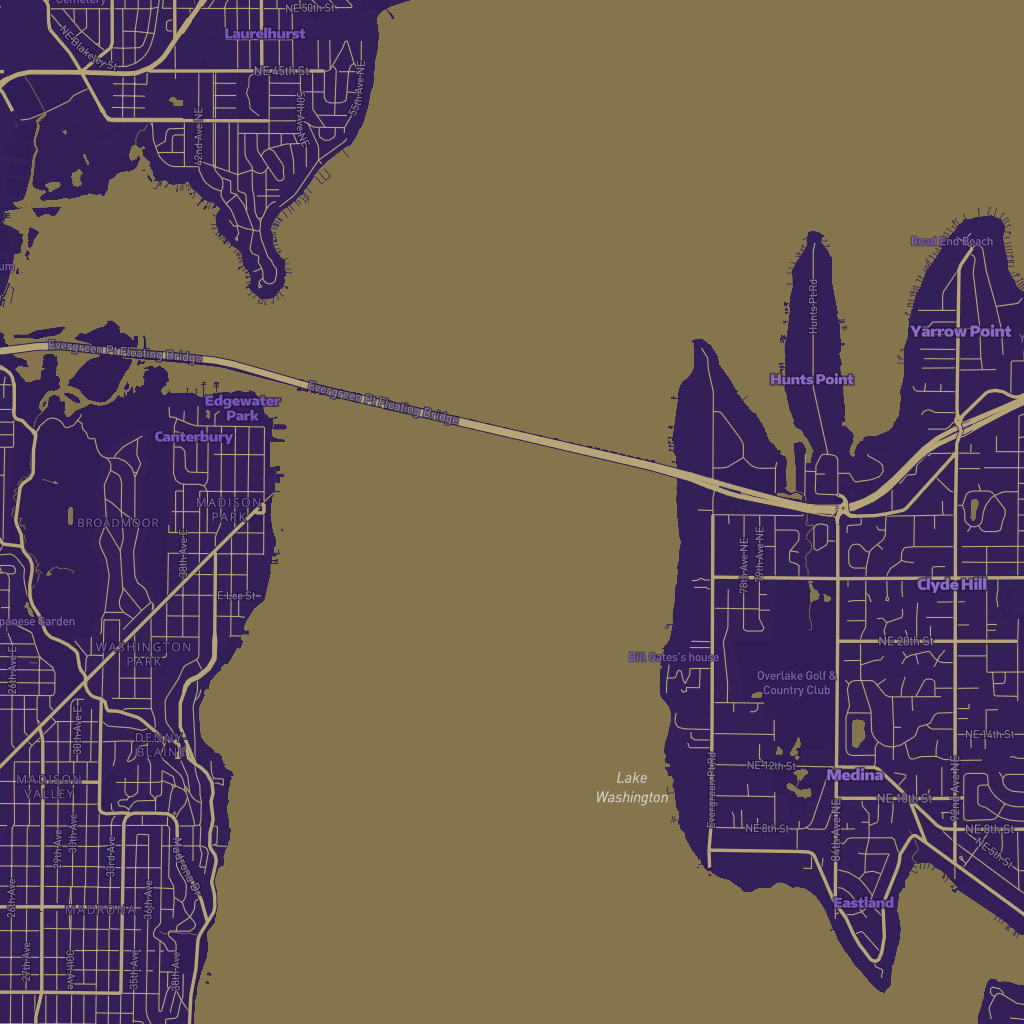 Cemetery
NE 50th St
Laurelhurst
NE Blakeley St
NE 45th St
55th Ave NE
50th Ave NE
42nd Ave NE
Road End Beach
Hunts Pt Rd
Yarrow Point
Evergreen Pt Floating Bridge
Hunts Point
Evergreen Pt Floating Bridge
Edgewater
Park
Canterbury
MADISON
PARK
BROADMOOR
38th Ave E
78th Ave NE
79th Ave NE
Clyde Hill
E Lee St
panese Garden
NE 20th St
WASHINGTON
PARK
Bill Gates's house
26th Ave E
Overlake Golf &
Country Club
30th Ave E
DENNY
BLAINE
NE 14th St
NE 12th St
Medina
MADISON
VALLEY
Lake
Washington
Evergreen Pt Rd
92nd Ave NE
NE 10th St
NE 8th St
NE 8th St
84th Ave NE
NE 5th St
29th Ave
30th Ave
33rd Ave
Madrona Dr
26th Ave
36th Ave
MADRONA
Eastland
27th Ave
30th Ave
35th Ave
38th Ave